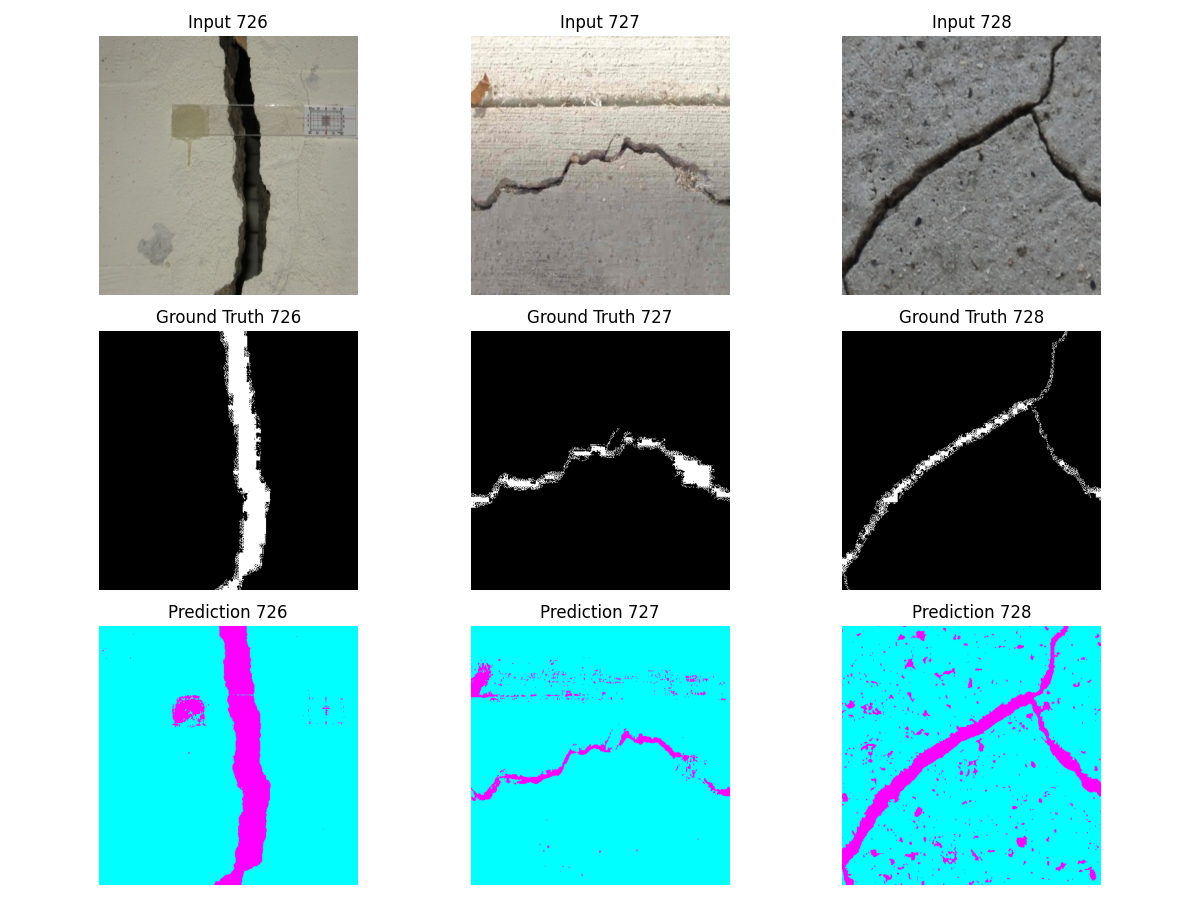 Input 726
Input 727
Input 728
Ground Truth 726
Ground Truth 727
Ground Truth 728
Prediction 726
Prediction 727
Prediction 728